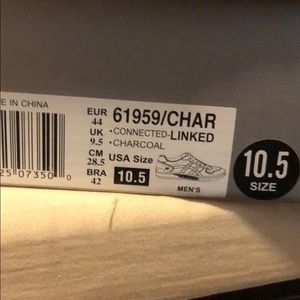 E IN CHINA
25 07350 0
EUR
44
UK
9.5
CM
28.5
BRA
42
61959/CHAR
•CONNECTED-LINKED
•CHARCOAL
USA Size
10.5
MEN'S
10.5
SIZE